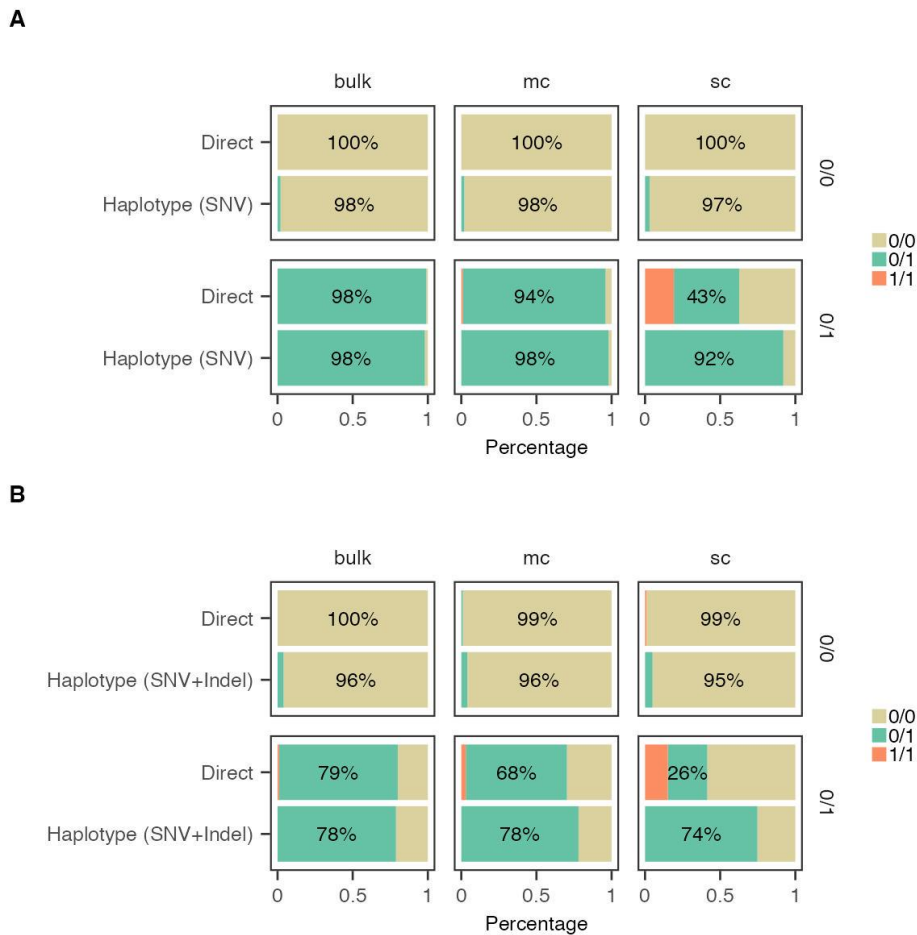 A
bulk mc sc
Direct 100% 100% 100%
0/0
Haplotype (SNV) 98% 98% 97%
0/0
0/1
1/1
Direct 98% 94% 43%
0/1
Haplotype (SNV) 98% 98% 92%
0 0.5 1 0 0.5 1 0 0.5 1
Percentage
B
bulk mc sc
Direct 100% 99% 99%
0/0
Haplotype (SNV+Indel) 96% 96% 95%
0/0
0/1
1/1
Direct 79% 68% 26%
0/1
Haplotype (SNV+Indel) 78% 78% 74%
0 0.5 1 0 0.5 1 0 0.5 1
Percentage